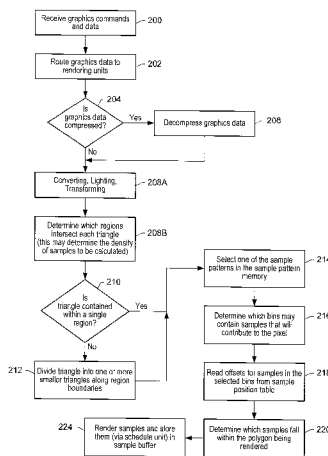 Receive graphics commands
and data
200
Route graphics data to
rendering units
202
204
Is
graphics data
compressed?
Yes
Decompress graphics data
206
No
Converting, Lighting,
Transforming
208A
Determine which regions
intersect each triangle
(this may determine the density
of samples to be calculated)
208B
210
Is
triangle contained
within a single
region?
Yes
No
212
Divide triangle into one or more
smaller triangles along region
boundaries
Select one of the sample
patterns in the sample pattern
memory
214
Determine which bins may
contain samples that will
contribute to the pixel
216
Read offsets for samples in the
selected bins from sample
position table
218
Determine which samples fall
within the polygon being
rendered
220
224
Render samples and store
them (via schedule unit) in
sample buffer